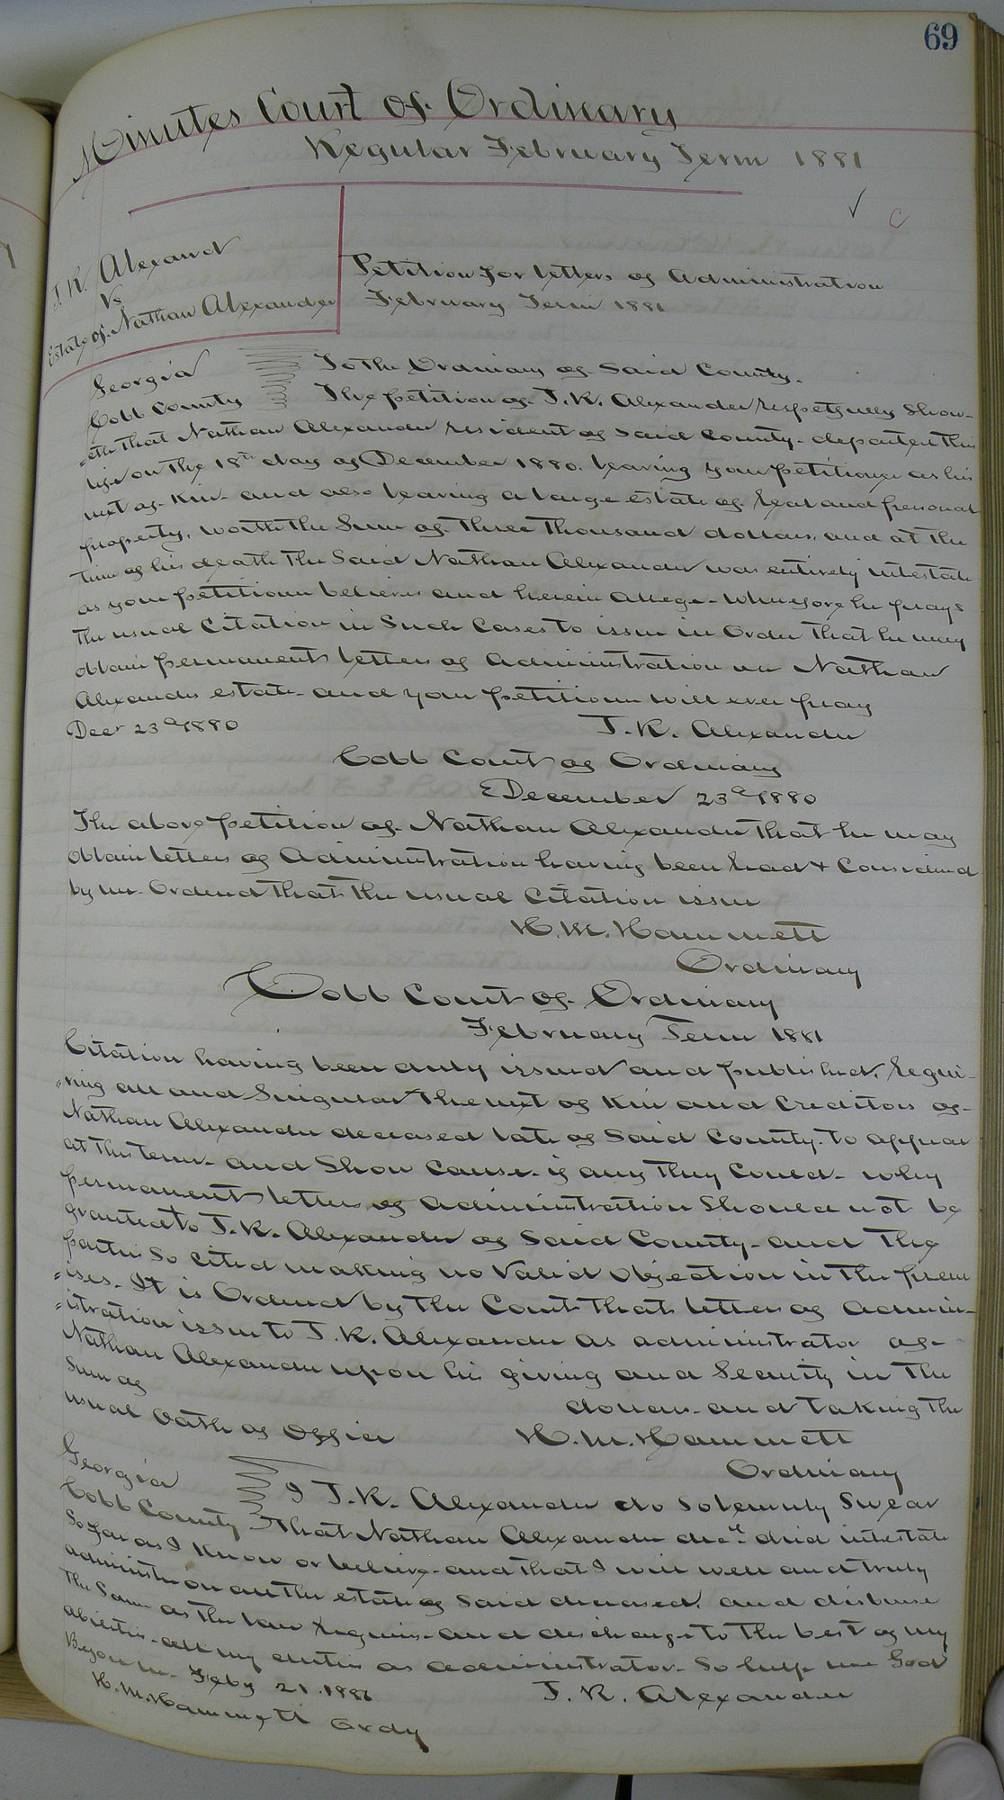 69
Minutes Court of Ordinary
Regular February Term 1881
J. K. Alexand
Vs
Estate of Nathan Alexander
Petition for letters of Administration
February Term 1881
Georgia
Cobb County
To the Ordinary of Said County.
The petition of J. K. Alexander respetfully Show-
eth that Nathan Alexander resident of Said County departed this
life on the 18th day of December 1880. leaving your petitioner as his
next of Kin and also leaving a large estate of Real and personal
property, worth the Sum of Three Thousand dollars, and at the
time of his death The Said Nathan Alexander was entirely intestate
as your petitioner believes and herein alleges- Wherefore he prays
the usual Citation in Such Cases to issue in Order That he may
obtain permanent letters of Administration on Nathan
Alexander estate- and your petitioner will ever pray
Decr 23d/1880
J. K. Alexander
Cobb Court of Ordinary
December 23d/1880
The above petition of Nathan Alexander that he may
obtain letters of Administration having been had & Considered
by me- Ordered that the usual Citation issue
H. M. Hammett
Ordinary
Cobb Court of Ordinary
February Term 1881
Citation having been duly issued and published, requi-
ring all and Singular The next of Kin and Creditors of
Nathan Alexander deceased late of Said County- to appear
at this term- and Show cause- if any they Could- why
permanent letters of Administration Should not be
granted to J. K. Alexander of Said County- and the
parties So cited making no Valid objection in the prem
ises- It is Ordered by the Court that letters of admin-
istration issue to J. K. Alexander as administrator of
Nathan Alexander upon his giving and Security in the
Sum of
dollars- and taking the
usual Oath of Office
H. M. Hammett
Ordinary
Georgia
Cobb County
I J. K. Alexander do Solemnly Swear
That Nathan Alexander decd died intestate
So far as I know or believe- and that I will well and truly
administer on all the estate of Said deceased, and disburse
the Same as the law requires- and discharge to the best of my
abilities- all my duties as administrator- So help me God
Before me- Feby 21. 1881
J. K. Alexander
H. M. Hammett Ordy